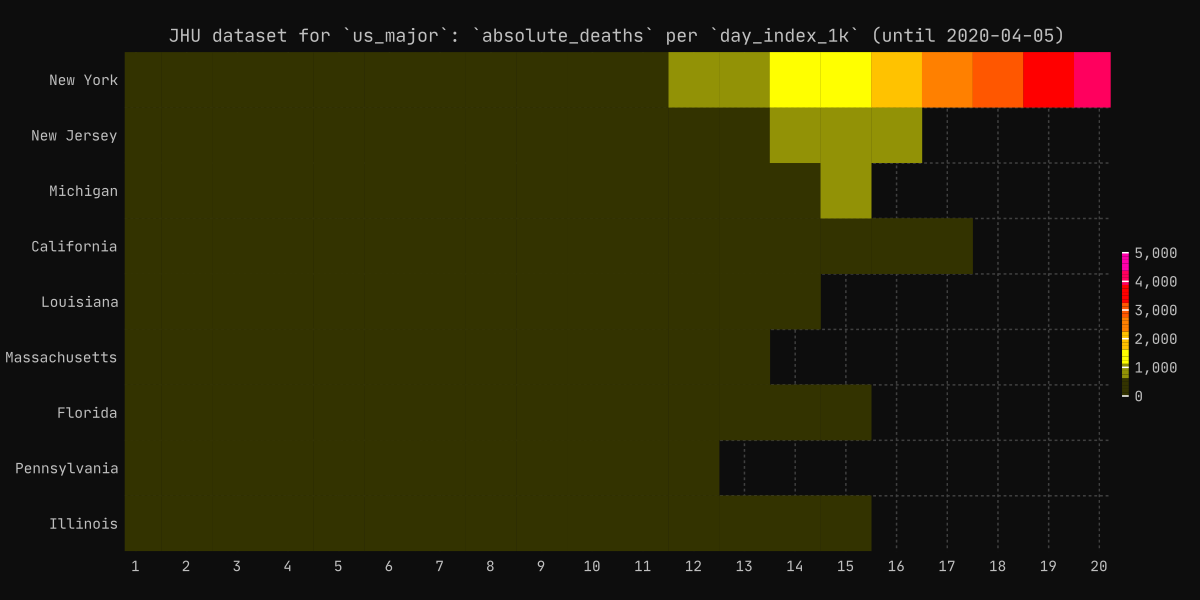 JHU dataset for `us_major`: `absolute_deaths` per `day_index_1k` (until 2020-04-05)
New York
New Jersey
Michigan
California
Louisiana
Massachusetts
Florida
Pennsylvania
Illinois
5,000
4,000
3,000
2,000
1,000
0
1 2 3 4 5 6 7 8 9 10 11 12 13 14 15 16 17 18 19 20